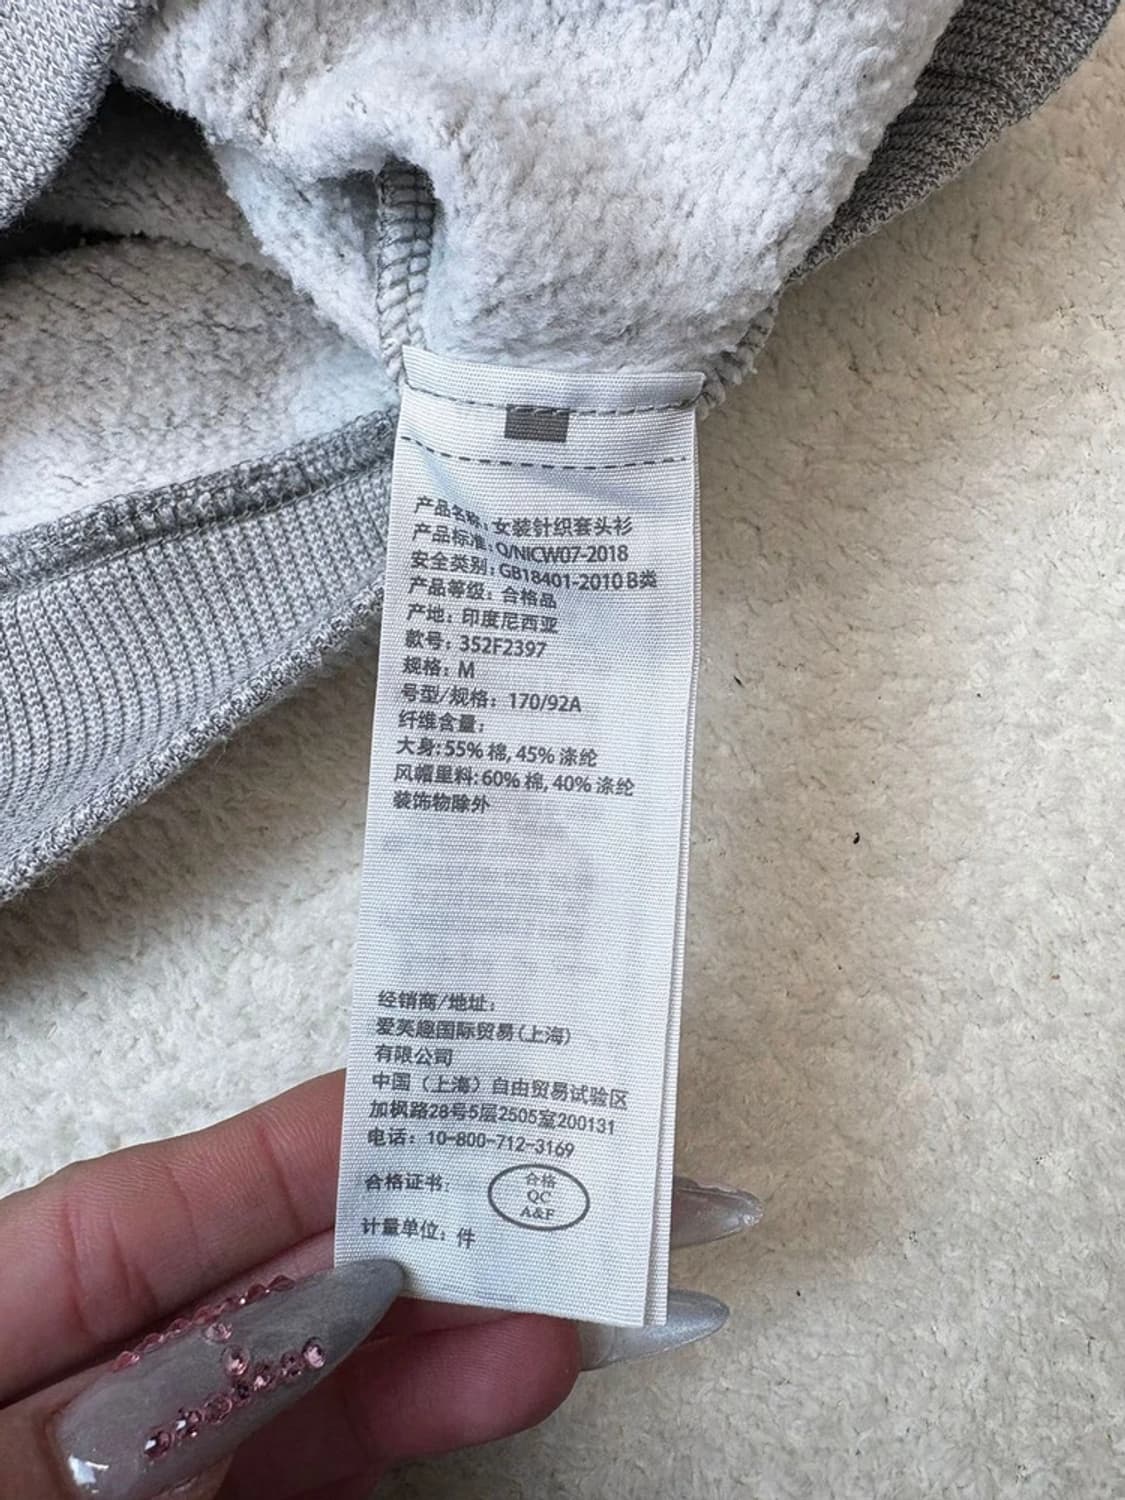 产品名称：女装针织套头衫
产品标准：Q/NICW07-2018
安全类别：GB18401-2010 B类
产品等级：合格品
产地：印度尼西亚
款号：352F2397
规格：M
号型/规格：170/92A
纤维含量：
大身：55% 棉, 45% 涤纶
风帽里料：60% 棉, 40% 涤纶
装饰物除外
经销商/地址：
爱芙趣国际贸易(上海)
有限公司
中国（上海）自由贸易试验区
加枫路28号5层2505室200131
电话：10-800-712-3169
合格证书：
合格
QC
A&F
计量单位：件